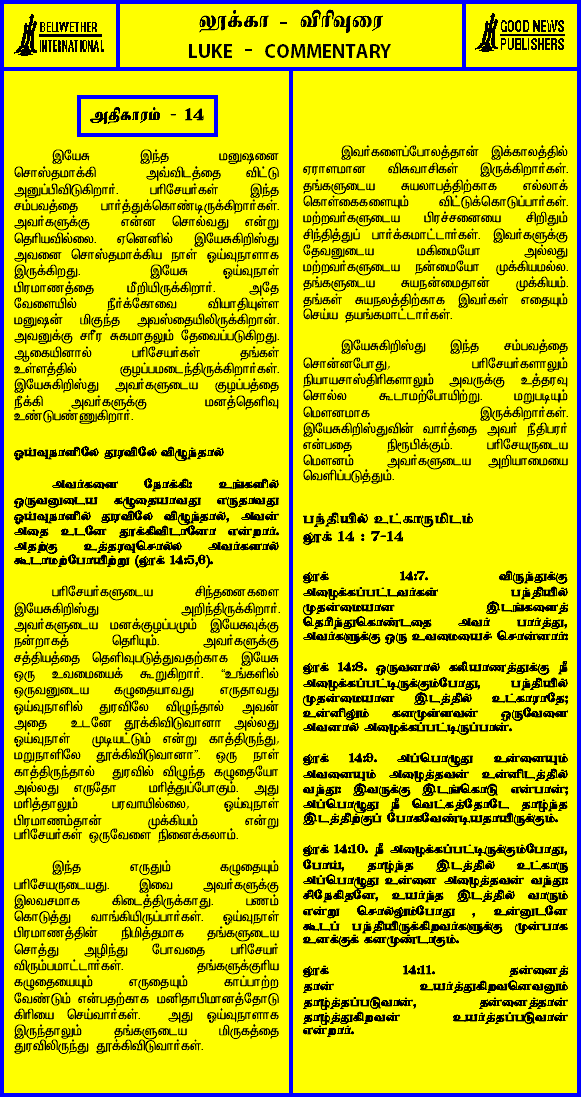 BELLWETHER
INTERNATIONAL
லூக்கா - விரிவுரை
LUKE - COMMENTARY
GOOD NEWS
PUBLISHERS
அதிகாரம் - 14
இயேசு இந்த மனுஷனை
சொஸ்தமாக்கி அவ்விடத்தை விட்டு
அனுப்பிவிடுகிறார். பரிசேயர்கள் இந்த
சம்பவத்தை பார்த்துக்கொண்டிருக்கிறார்கள்.
அவர்களுக்கு என்ன சொல்வது என்று
தெரியவில்லை. ஏனெனில் இயேசுகிறிஸ்து
அவனை சொஸ்தமாக்கிய நாள் ஓய்வுநாளாக
இருக்கிறது. இயேசு ஓய்வுநாள்
பிரமாணத்தை மீறியிருக்கிறார். அதே
வேளையில் நீர்க்கோவை வியாதியுள்ள
மனுஷன் மிகுந்த அவஸ்தையிலிருக்கிறான்.
அவனுக்கு சரீர சுகமாதலும் தேவைப்படுகிறது.
ஆகையினால் பரிசேயர்கள் தங்கள்
உள்ளத்தில் குழப்பமடைந்திருக்கிறார்கள்.
இயேசுகிறிஸ்து அவர்களுடைய குழப்பத்தை
நீக்கி அவர்களுக்கு மனத்தெளிவு
உண்டுபண்ணுகிறார்.
ஓய்வுநாளிலே துரவிலே விழுந்தால்
அவர்களை நோக்கி: உங்களில்
ஒருவனுடைய கழுதையாவது எருதாவது
ஓய்வுநாளில் துரவிலே விழுந்தால், அவன்
அதை உடனே தூக்கிவிடானோ என்றார்.
அதற்கு உத்தரவுசொல்ல அவர்களால்
கூடாமற்போயிற்று (லூக் 14:5,6).
பரிசேயர்களுடைய சிந்தனைகளை
இயேசுகிறிஸ்து அறிந்திருக்கிறார்.
அவர்களுடைய மனக்குழப்பமும் இயேசுவுக்கு
நன்றாகத் தெரியும். அவர்களுக்கு
சத்தியத்தை தெளிவுபடுத்துவதற்காக இயேசு
ஒரு உவமையைக் கூறுகிறார். “உங்களில்
ஒருவனுடைய கழுதையாவது எருதாவது
ஓய்வுநாளில் துரவிலே விழுந்தால் அவன்
அதை உடனே தூக்கிவிடுவானா அல்லது
ஓய்வுநாள் முடியட்டும் என்று காத்திருந்து,
மறுநாளிலே தூக்கிவிடுவானா”. ஒரு நாள்
காத்திருந்தால் துரவில் விழுந்த கழுதையோ
அல்லது எருதோ மரித்துப்போகும். அது
மரித்தாலும் பரவாயில்லை, ஓய்வுநாள்
பிரமாணம்தான் முக்கியம் என்று
பரிசேயர்கள் ஒருவேளை நினைக்கலாம்.
இந்த எருதும் கழுதையும்
பரிசேயருடையது. இவை அவர்களுக்கு
இலவசமாக கிடைத்திருக்காது. பணம்
கொடுத்து வாங்கியிருப்பார்கள். ஓய்வுநாள்
பிரமாணத்தின் நிமித்தமாக தங்களுடைய
சொத்து அழிந்து போவதை பரிசேயர்
விரும்பமாட்டார்கள். தங்களுக்குரிய
கழுதையையும் எருதையும் காப்பாற்ற
வேண்டும் என்பதற்காக மனிதாபிமானத்தோடு
கிரியை செய்வார்கள். அது ஓய்வுநாளாக
இருந்தாலும் தங்களுடைய மிருகத்தை
துரவிலிருந்து தூக்கிவிடுவார்கள்.
இவர்களைப்போலத்தான் இக்காலத்தில்
ஏராளமான விசுவாசிகள் இருக்கிறார்கள்.
தங்களுடைய சுயலாபத்திற்காக எல்லாக்
கொள்கைகளையும் விட்டுக்கொடுப்பார்கள்.
மற்றவர்களுடைய பிரச்சனையை சிறிதும்
சிந்தித்துப் பார்க்கமாட்டார்கள். இவர்களுக்கு
தேவனுடைய மகிமையோ அல்லது
மற்றவர்களுடைய நன்மையோ முக்கியமல்ல.
தங்களுடைய சுயநன்மைதான் முக்கியம்.
தங்கள் சுயநலத்திற்காக இவர்கள் எதையும்
செய்ய தயங்கமாட்டார்கள்.
இயேசுகிறிஸ்து இந்த சம்பவத்தை
சொன்னபோது, பரிசேயர்களாலும்
நியாயசாஸ்திரிகளாலும் அவருக்கு உத்தரவு
சொல்ல கூடாமற்போயிற்று. மறுபடியும்
மௌனமாக இருக்கிறார்கள்.
இயேசுகிறிஸ்துவின் வார்த்தை அவர் நீதிபரர்
என்பதை நிரூபிக்கும். பரிசேயருடைய
மௌனம் அவர்களுடைய அறியாமையை
வெளிப்படுத்தும்.
பந்தியில் உட்காருமிடம்
லூக் 14 : 7-14
லூக் 14:7. விருந்துக்கு
அழைக்கப்பட்டவர்கள் பந்தியில்
முதன்மையான இடங்களைத்
தெரிந்துகொண்டதை அவர் பார்த்து,
அவர்களுக்கு ஒரு உவமையைச் சொன்னார்:
லூக் 14:8. ஒருவனால் கலியாணத்துக்கு நீ
அழைக்கப்பட்டிருக்கும்போது, பந்தியில்
முதன்மையான இடத்தில் உட்காராதே;
உன்னிலும் கனமுள்ளவன் ஒருவேளை
அவனால் அழைக்கப்பட்டிருப்பான்.
லூக் 14:9. அப்பொழுது உன்னையும்
அவனையும் அழைத்தவன் உன்னிடத்தில்
வந்து: இவருக்கு இடங்கொடு என்பான்;
அப்பொழுது நீ வெட்கத்தோடே தாழ்ந்த
இடத்திற்குப் போகவேண்டியதாயிருக்கும்.
லூக் 14:10. நீ அழைக்கப்பட்டிருக்கும்போது,
போய், தாழ்ந்த இடத்தில் உட்காரு
அப்பொழுது உன்னை அழைத்தவன் வந்து:
சிநேகிதனே, உயர்ந்த இடத்தில் வாரும்
என்று சொல்லும்போது , உன்னுடனே
கூடப் பந்தியிருக்கிறவர்களுக்கு முன்பாக
உனக்குக் கனமுண்டாகும்.
லூக் 14:11. தன்னைத்
தான் உயர்த்துகிறவனெவனும்
தாழ்த்தப்படுவான், தன்னைத்தான்
தாழ்த்துகிறவன் உயர்த்தப்படுவான்
என்றார்.